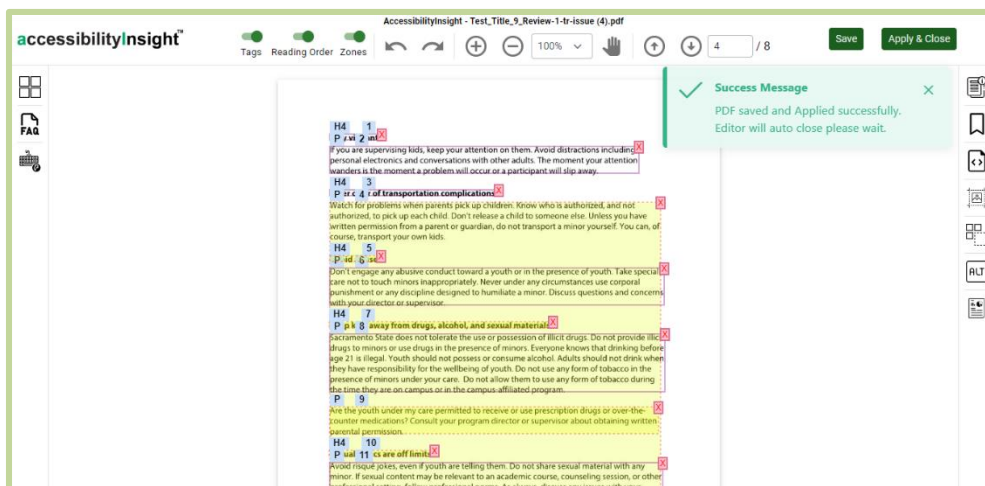 AccessibilityInsight - Test_Title_9_Review-1-tr-issue (4).pdf
accessibilityInsight™
Tags Reading Order Zones
100%
4 / 8
Save
Apply & Close
Success Message
PDF saved and Applied successfully.
Editor will auto close please wait.
FAQ
ALT
H4 1
P 2
If you are supervising kids, keep your attention on them. Avoid distractions including
personal electronics and conversations with other adults. The moment your attention
wanders is the moment a problem will occur or a participant will slip away.
H4 3
P 4 of transportation complications
Watch for problems when parents pick up children. Know who is authorized, and not
authorized, to pick up each child. Don't release a child to someone else. Unless you have
written permission from a parent or guardian, do not transport a minor yourself. You can, of
course, transport your own kids.
H4 5
P 6
Don't engage any abusive conduct toward a youth or in the presence of youth. Take special
care not to touch minors inappropriately. Never under any circumstances use corporal
punishment or any discipline designed to humiliate a minor. Discuss questions and concerns
with your director or supervisor.
H4 7
P 8 away from drugs, alcohol, and sexual materials
Sacramento State does not tolerate the use or possession of illicit drugs. Do not provide illicit
drugs to minors or use drugs in the presence of minors. Everyone knows that drinking before
age 21 is illegal. Youth should not possess or consume alcohol. Adults should not drink when
they have responsibility for the wellbeing of youth. Do not use any form of tobacco in the
presence of minors under your care. Do not allow them to use any form of tobacco during
the time they are on campus or in the campus-affiliated program.
P 9
Are the youth under my care permitted to receive or use prescription drugs or over-the-
counter medications? Consult your program director or supervisor about obtaining written
parental permission.
H4 10
P 11 are off limits
Avoid risqué jokes, even if youth are telling them. Do not share sexual material with any
minor. If sexual content may be relevant to an academic course, counseling session, or other